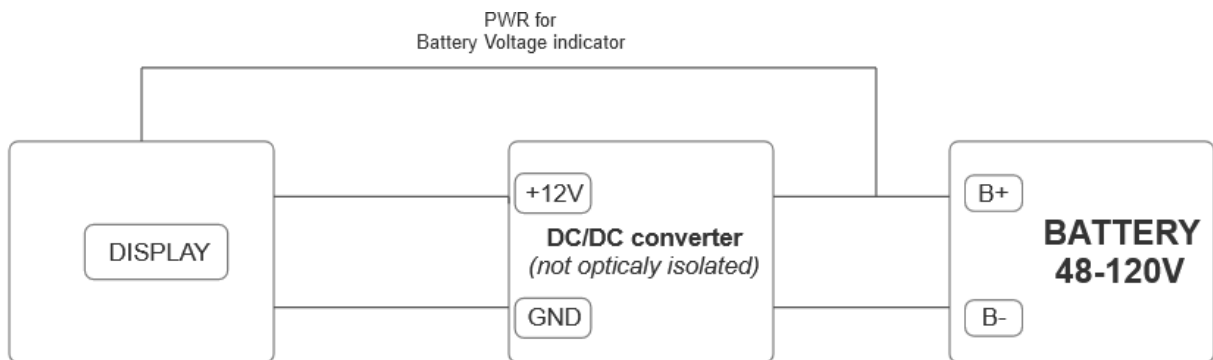 PWR for
Battery Voltage indicator
DISPLAY
+12V
DC/DC converter
(not opticaly isolated)
GND
B+
BATTERY
48-120V
B-